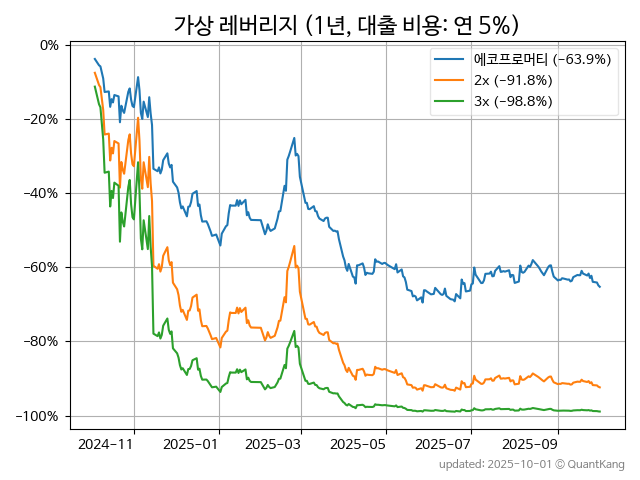 가상 레버리지 (1년, 대출 비용: 연 5%)
에코프로머티 (−63.9%)
2x (−91.8%)
3x (−98.8%)
0%
−20%
−40%
−60%
−80%
−100%
2024-11
2025-01
2025-03
2025-05
2025-07
2025-09
updated: 2025-10-01 © QuantKang